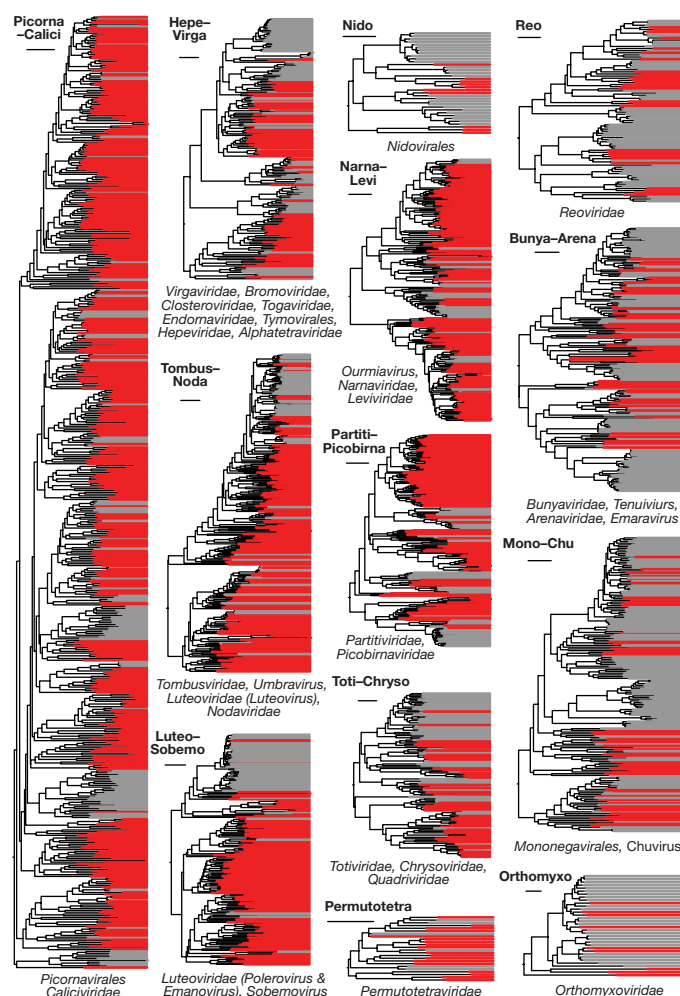 Picorna
–Calici
Picornavirales
Caliciviridae
Hepe–
Virga
Virgaviridae, Bromoviridae,
Closteroviridae, Togaviridae,
Endornaviridae, Tymovirales,
Hepeviridae, Alphatetraviridae
Tombus–
Noda
Tombusviridae, Umbravirus,
Luteoviridae (Luteovirus),
Nodaviridae
Luteo–
Sobemo
Luteoviridae (Polerovirus &
Emanovirus), Sobemovirus
Nido
Nidovirales
Narna–
Levi
Ourmiavirus,
Narnaviridae,
Leviviridae
Partiti–
Picobirna
Partitiviridae,
Picobirnaviridae
Toti–Chryso
Totiviridae, Chrysoviridae,
Quadriviridae
Permutotetra
Permutotetraviridae
Reo
Reoviridae
Bunya–Arena
Bunyaviridae, Tenuiviurs,
Arenaviridae, Emaravirus
Mono–Chu
Mononegavirales, Chuvirus
Orthomyxo
Orthomyxoviridae